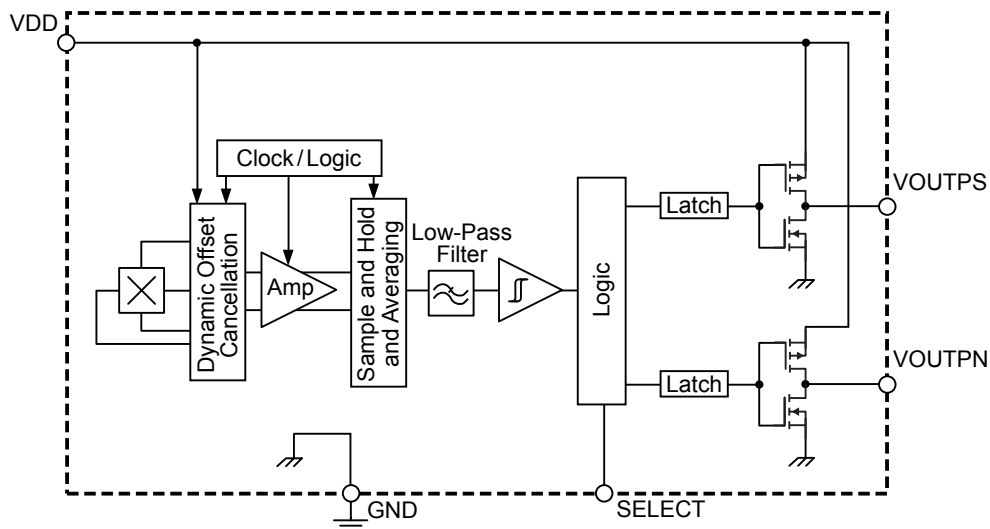 VDD
Clock/Logic
Dynamic Offset
Cancellation
Amp
Sample and Hold
and Averaging
Low-Pass
Filter
Logic
Latch
VOUTPS
Latch
VOUTPN
GND
SELECT